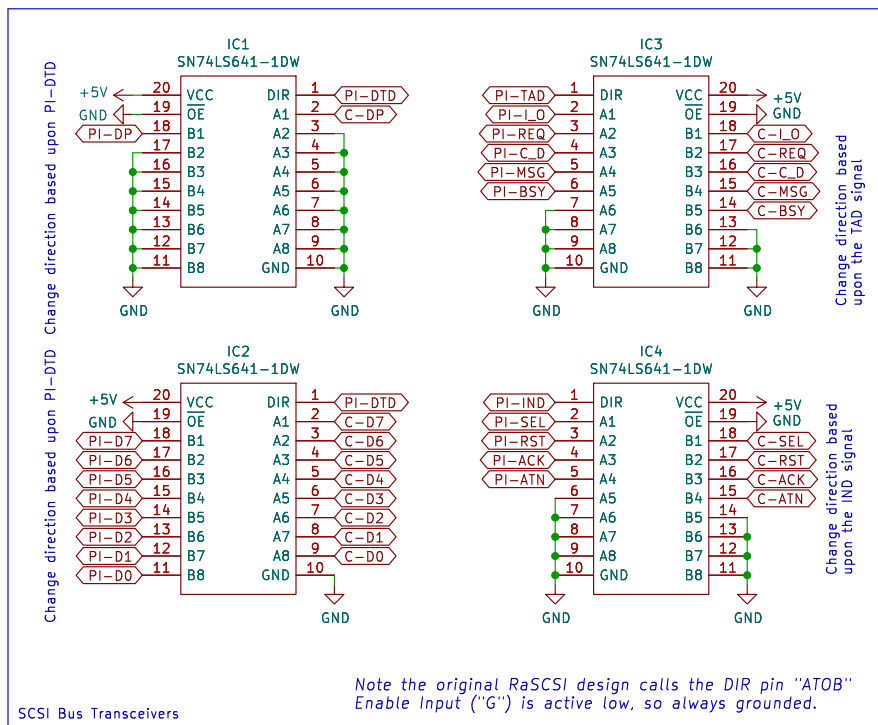 IC1
SN74LS641-1DW
Change direction based upon PI-DTD
+5V
GND
PI-DP
20 VCC DIR 1 PI-DTD
19 OE A1 2 C-DP
18 B1 A2 3
17 B2 A3 4
16 B3 A4 5
15 B4 A5 6
14 B5 A6 7
13 B6 A7 8
12 B7 A8 9
11 B8 GND 10
GND
GND
IC3
SN74LS641-1DW
PI-TAD 1 DIR VCC 20 +5V
PI-I_O 2 A1 OE 19 GND
PI-REQ 3 A2 B1 18 C-I_O
PI-C_D 4 A3 B2 17 C-REQ
PI-MSG 5 A4 B3 16 C-C_D
PI-BSY 6 A5 B4 15 C-MSG
7 A6 B5 14 C-BSY
8 A7 B6 13
9 A8 B7 12
10 GND B8 11
GND
GND
Change direction based
upon the TAD signal
IC2
SN74LS641-1DW
Change direction based upon PI-DTD
+5V 20 VCC DIR 1 PI-DTD
GND 19 OE A1 2 C-D7
PI-D7 18 B1 A2 3 C-D6
PI-D6 17 B2 A3 4 C-D5
PI-D5 16 B3 A4 5 C-D4
PI-D4 15 B4 A5 6 C-D3
PI-D3 14 B5 A6 7 C-D2
PI-D2 13 B6 A7 8 C-D1
PI-D1 12 B7 A8 9 C-D0
PI-D0 11 B8 GND 10
GND
IC4
SN74LS641-1DW
PI-IND 1 DIR VCC 20 +5V
PI-SEL 2 A1 OE 19 GND
PI-RST 3 A2 B1 18 C-SEL
PI-ACK 4 A3 B2 17 C-RST
PI-ATN 5 A4 B3 16 C-ACK
6 A5 B4 15 C-ATN
7 A6 B5 14
8 A7 B6 13
9 A8 B7 12
10 GND B8 11
GND
GND
Change direction based
upon the IND signal
Note the original RaSCSI design calls the DIR pin "ATOB"
Enable Input ("G") is active low, so always grounded.
SCSI Bus Transceivers